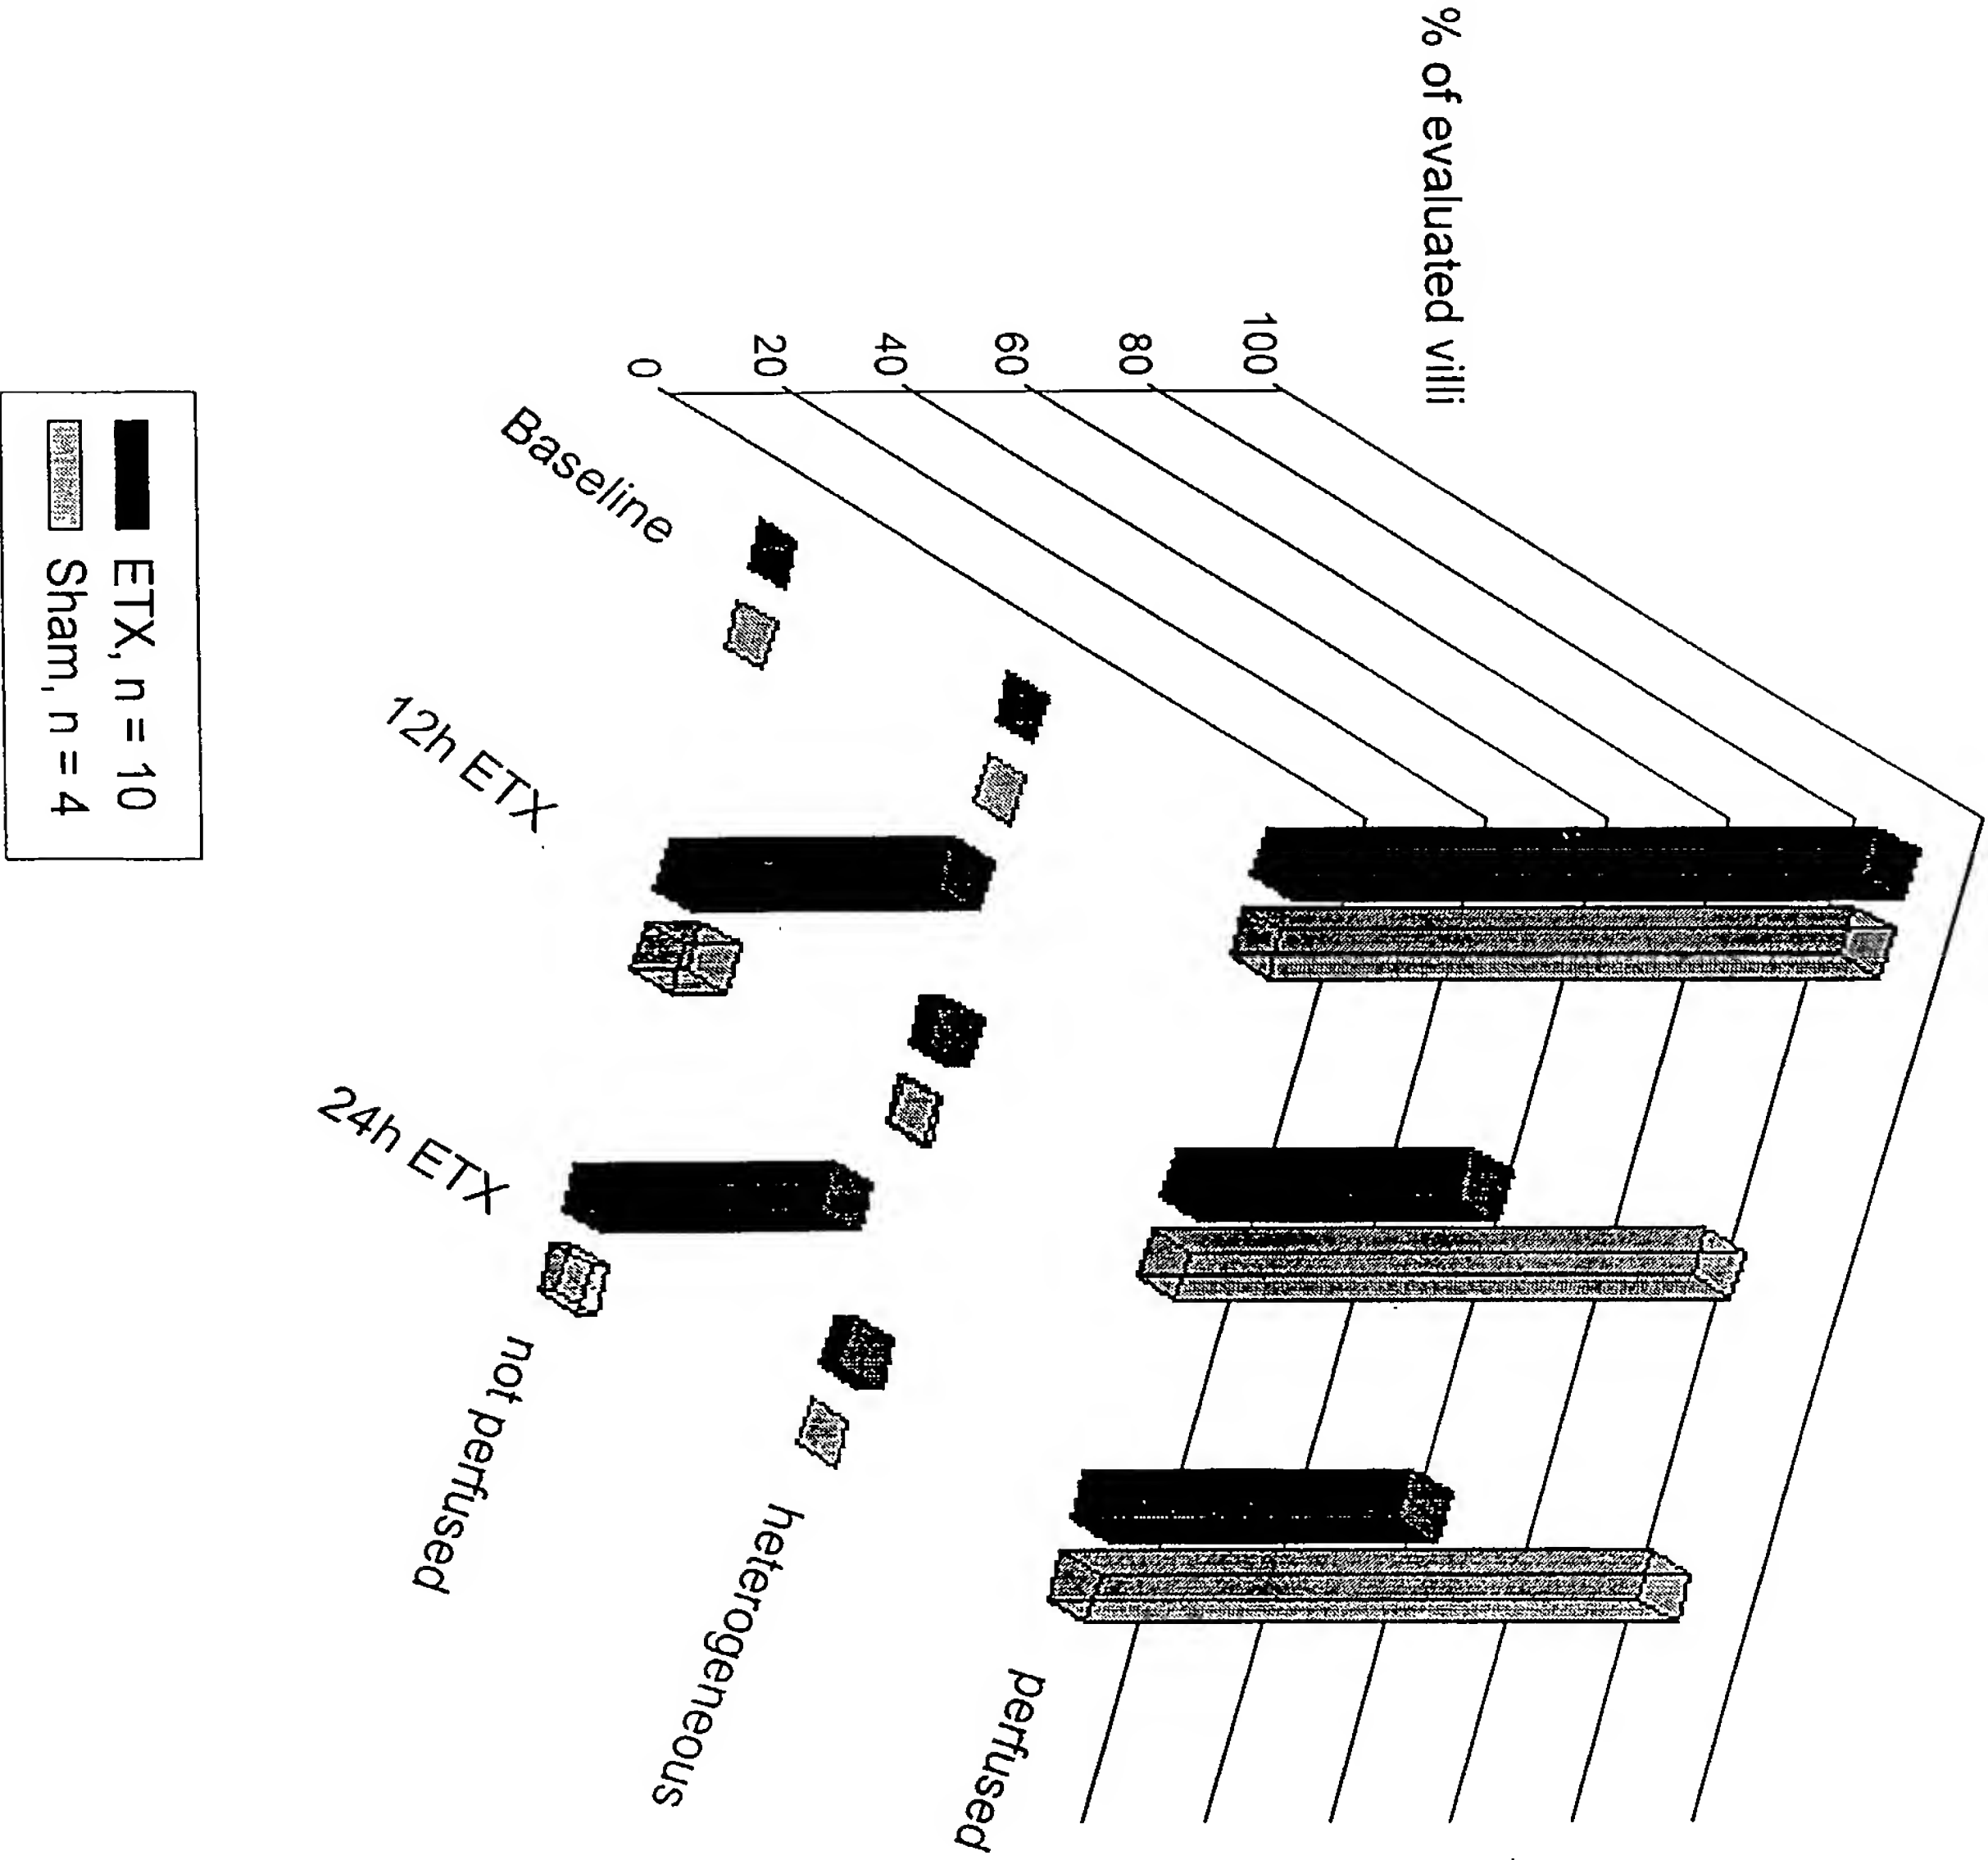 % of evaluated villi
100
80
60
40
20
0
Baseline
12h ETX
24h ETX
not perfused
heterogeneous
perfused
ETX, n = 10
Sham, n = 4